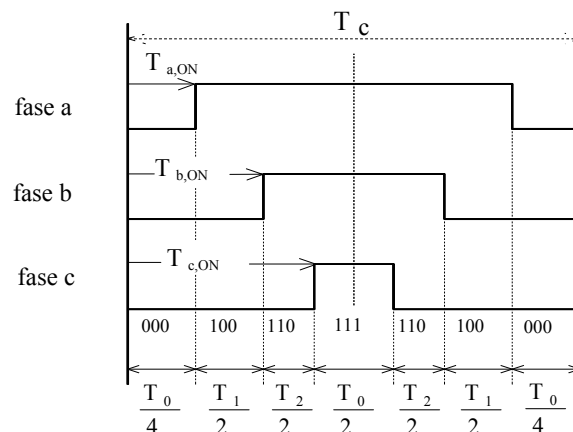 T c
T a,ON
fase a
T b,ON
fase b
T c,ON
fase c
000 100 110 111 110 100 000
T 0 T 1 T 2 T 0 T 2 T 1 T 0
4 2 2 2 2 2 4